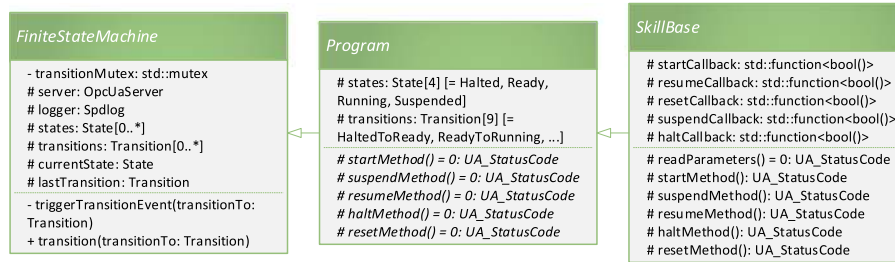 FiniteStateMachine
- transitionMutex: std::mutex
# server: OpcUaServer
# logger: Spdlog
# states: State[0..*]
# transitions: Transition[0..*]
# currentState: State
# lastTransition: Transition
- triggerTransitionEvent(transitionTo:
Transition)
+ transition(transitionTo: Transition)
Program
# states: State[4] [= Halted, Ready,
Running, Suspended]
# transitions: Transition[9] [=
HaltedToReady, ReadyToRunning, ...]
# startMethod() = 0: UA_StatusCode
# suspendMethod() = 0: UA_StatusCode
# resumeMethod() = 0: UA_StatusCode
# haltMethod() = 0: UA_StatusCode
# resetMethod() = 0: UA_StatusCode
SkillBase
# startCallback: std::function<bool()>
# resumeCallback: std::function<bool()>
# resetCallback: std::function<bool()>
# suspendCallback: std::function<bool()>
# haltCallback: std::function<bool()>
# readParameters() = 0: UA_StatusCode
# startMethod(): UA_StatusCode
# suspendMethod(): UA_StatusCode
# resumeMethod(): UA_StatusCode
# haltMethod(): UA_StatusCode
# resetMethod(): UA_StatusCode